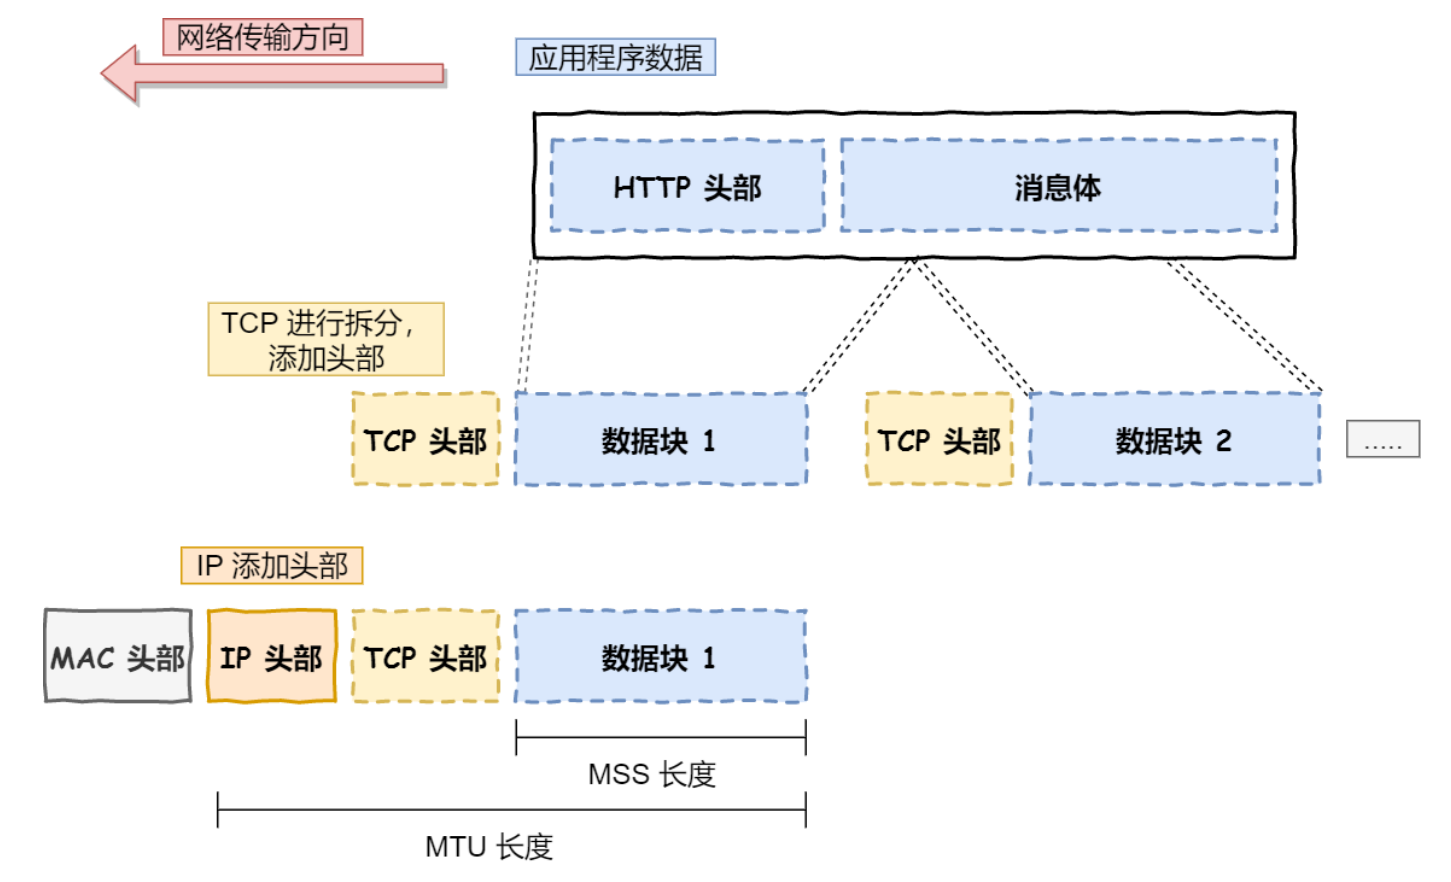 网络传输方向
应用程序数据
HTTP 头部
消息体
TCP 进行拆分，
添加头部
TCP 头部
数据块 1
TCP 头部
数据块 2
.....
IP 添加头部
MAC 头部
IP 头部
TCP 头部
数据块 1
MSS 长度
MTU 长度